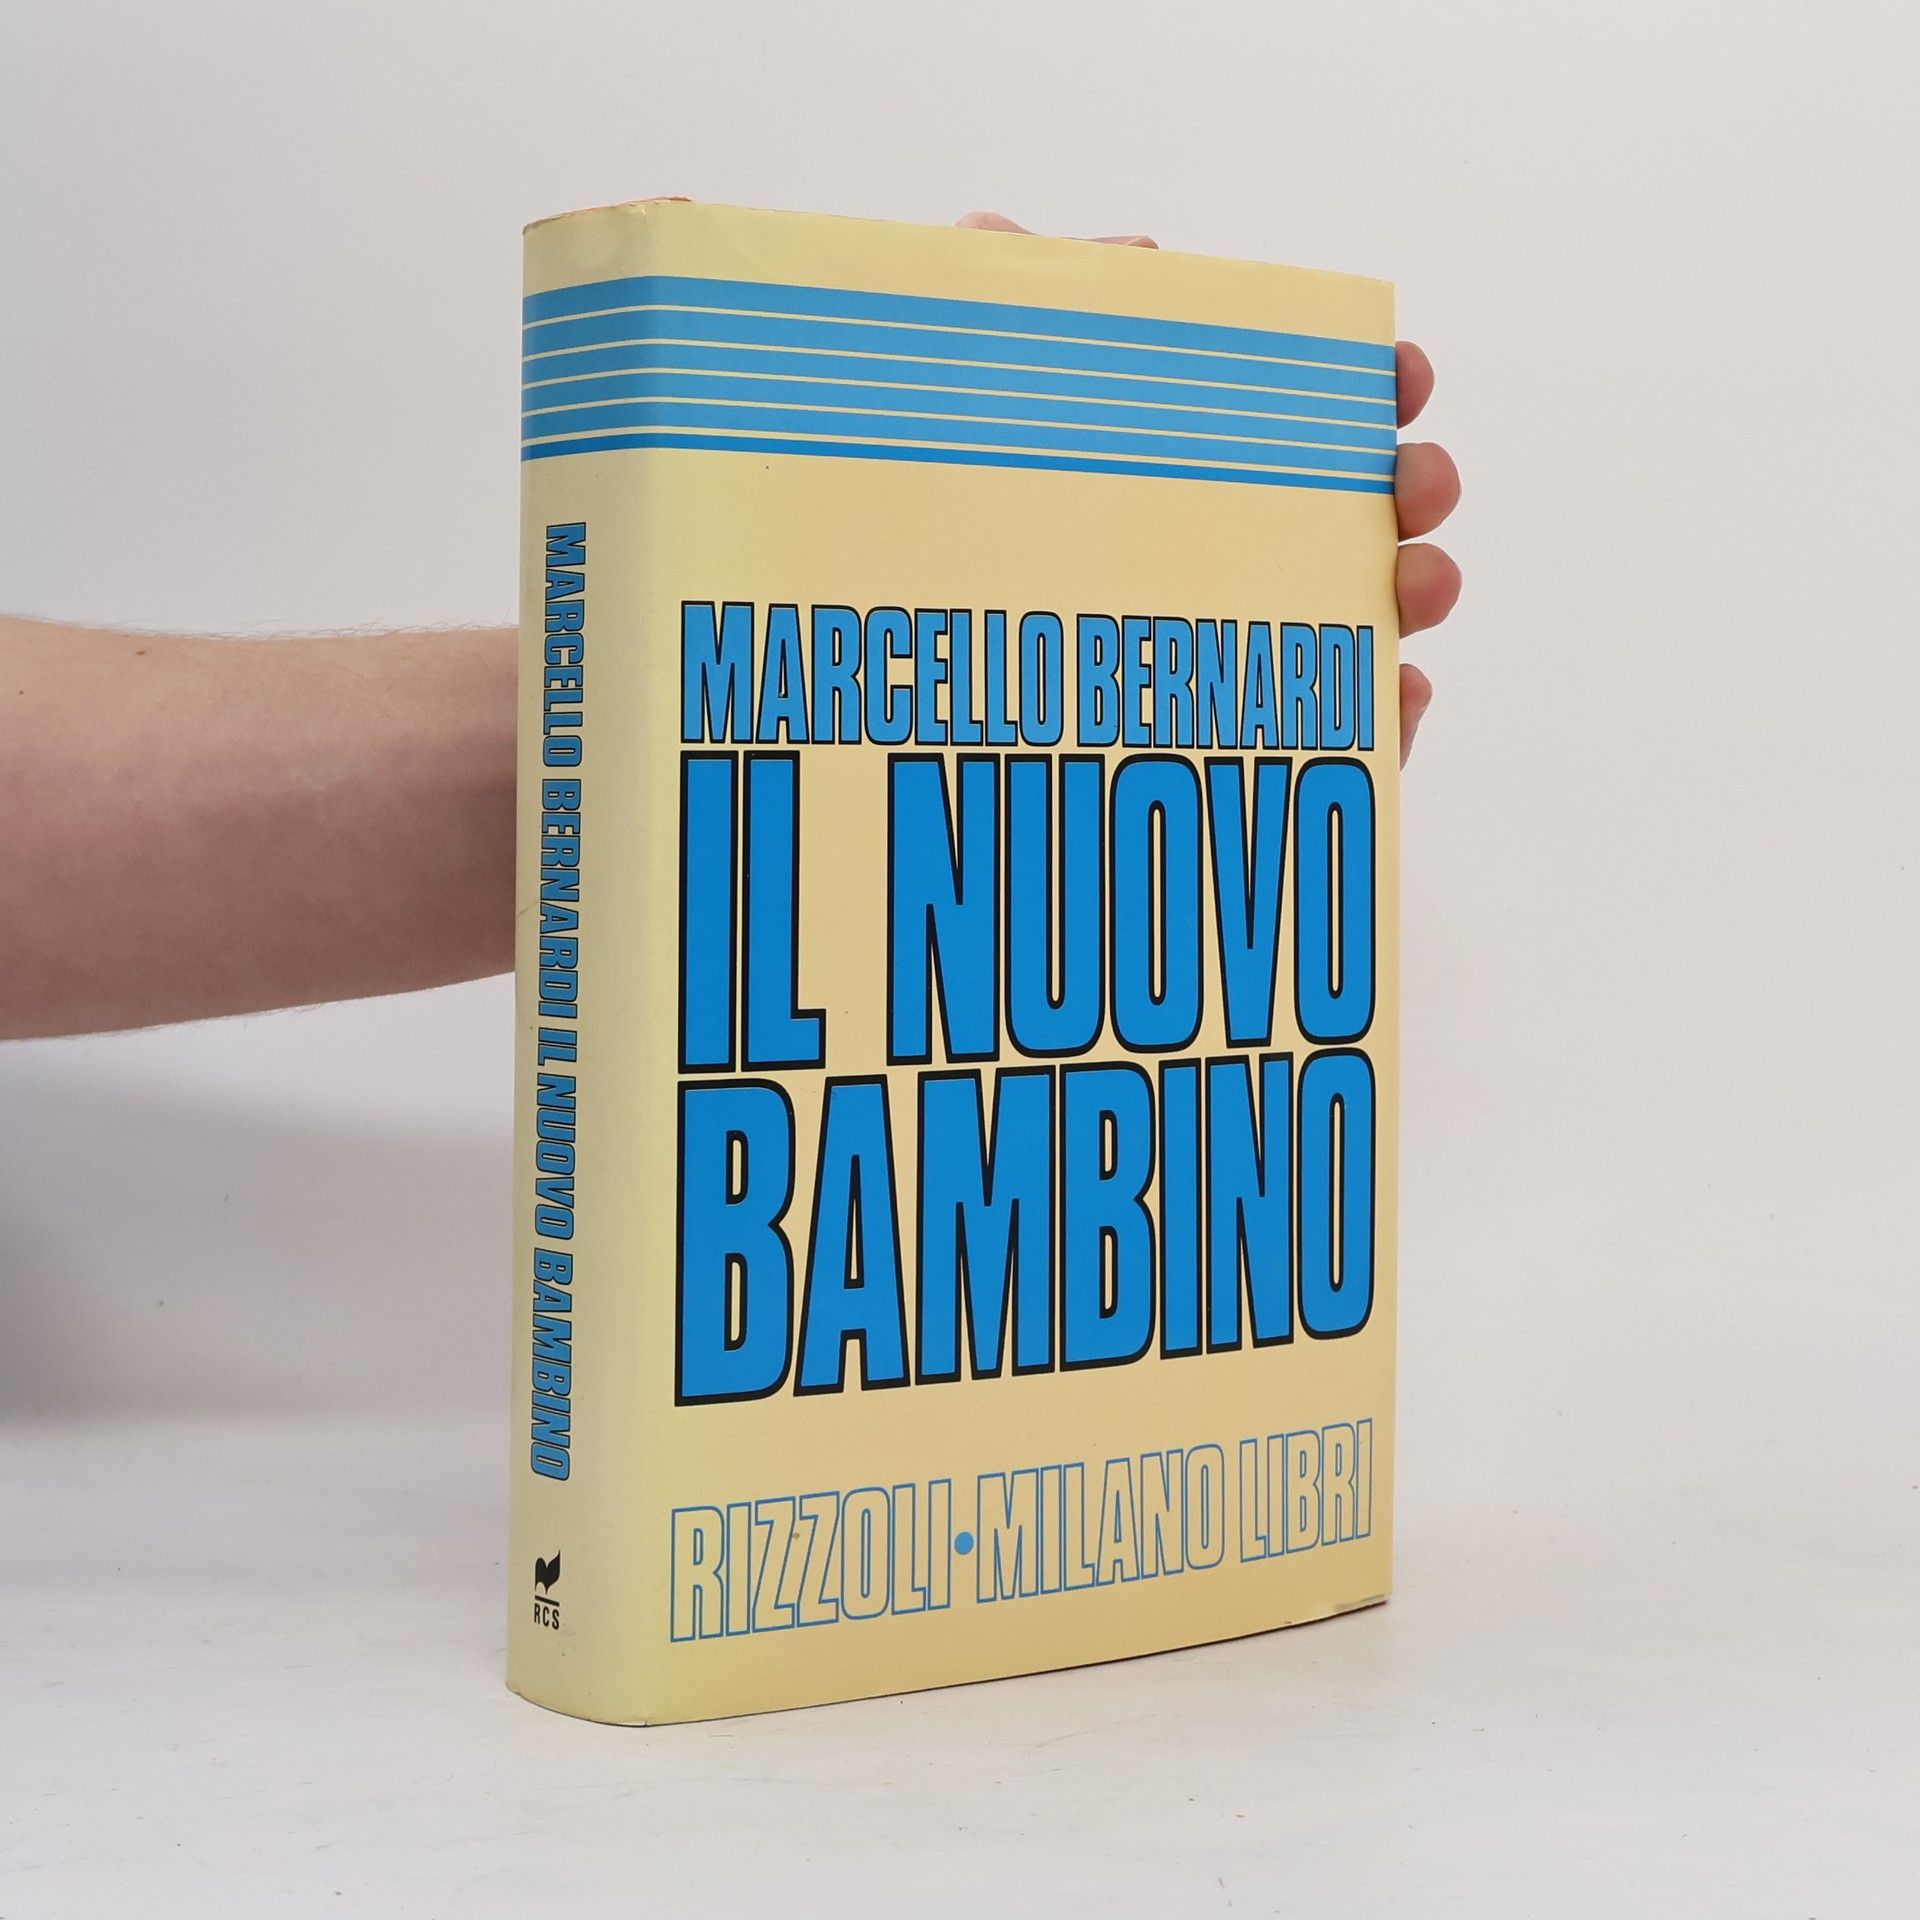 MARCELLO BERNARDI IL NUOVO BAMBINO
RCS
MARCELLO BERNARDI
IL NUOVO
BAMBINO
RIZZOLI•MILANO LIBRI